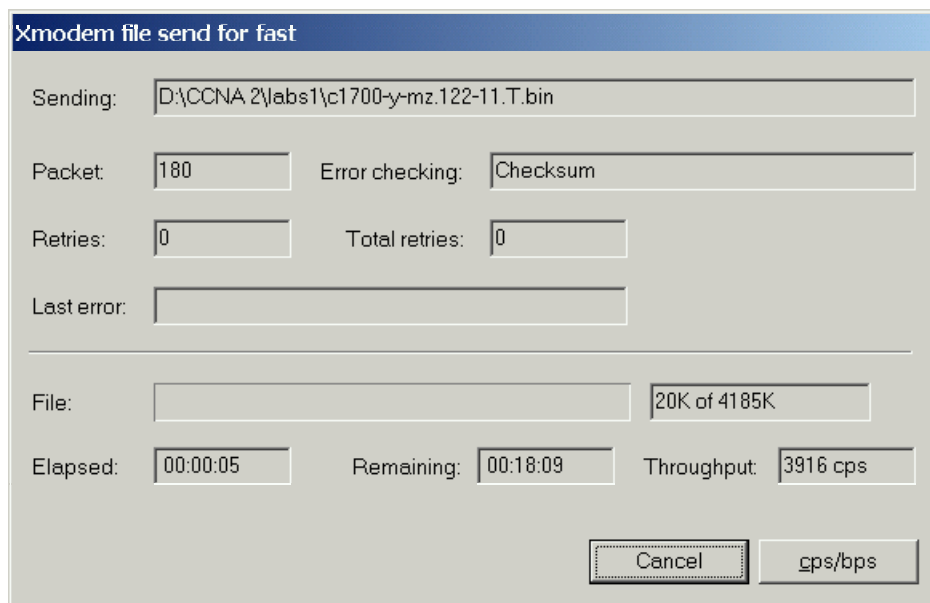 Xmodem file send for fast
Sending: D:\CCNA 2\labs1\c1700-y-mz.122-11.T.bin
Packet: 180 Error checking: Checksum
Retries: 0 Total retries: 0
Last error:
File: 20K of 4185K
Elapsed: 00:00:05 Remaining: 00:18:09 Throughput: 3916 cps
Cancel cps/bps